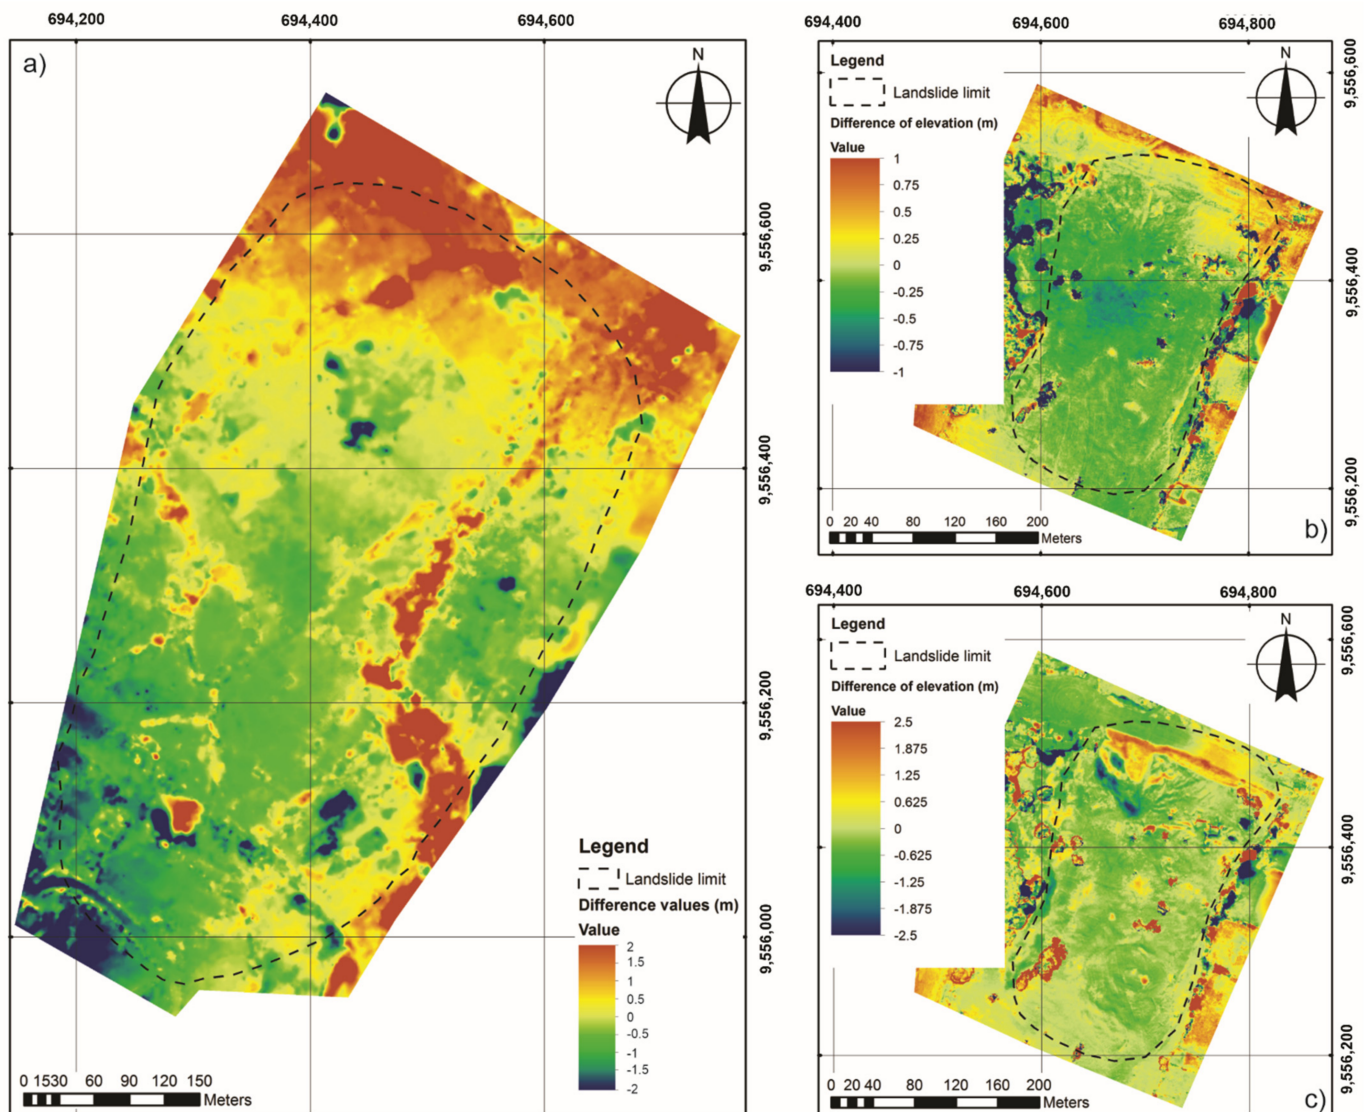 694,200
694,400
694,600
a)
N
9,556,600
9,556,400
9,556,200
9,556,000
Legend
Landslide limit
Difference values (m)
Value
2
1.5
1
0.5
0
-0.5
-1
-1.5
-2
0 1530 60 90 120 150
Meters
694,400
694,600
694,800
Legend
Landslide limit
Difference of elevation (m)
Value
1
0.75
0.5
0.25
0
-0.25
-0.5
-0.75
-1
N
9,556,600
9,556,400
9,556,200
0 20 40 80 120 160 200
Meters
b)
694,400
694,600
694,800
Legend
Landslide limit
Difference of elevation (m)
Value
2.5
1.875
1.25
0.625
0
-0.625
-1.25
-1.875
-2.5
N
9,556,600
9,556,400
9,556,200
0 20 40 80 120 160 200
Meters
c)